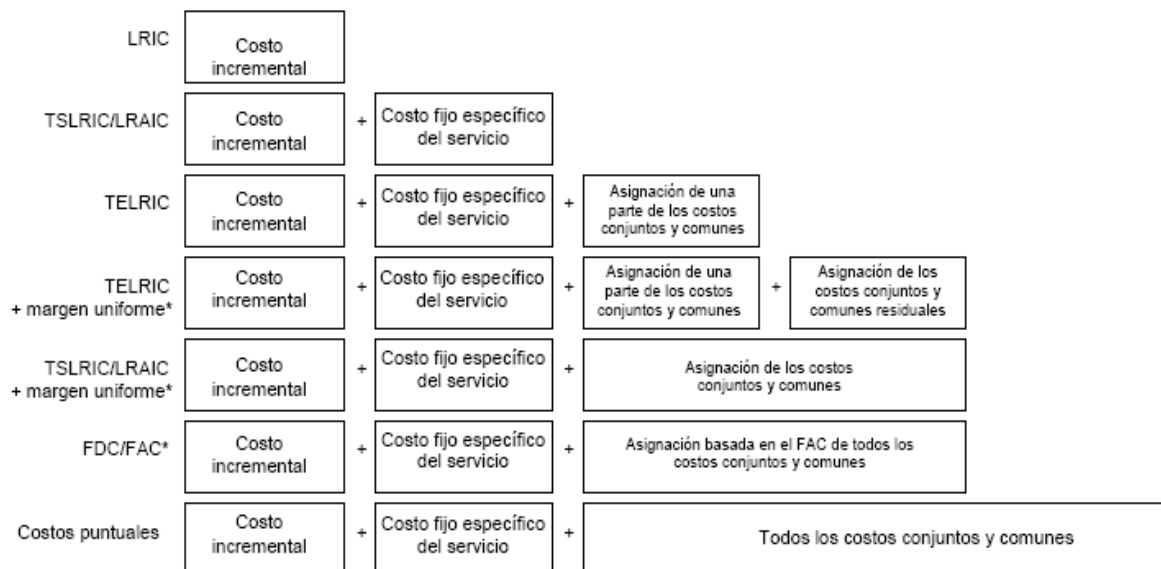 LRIC
Costo
incremental
TSLRIC/LRAIC
Costo
incremental
+
Costo fijo específico
del servicio
TELRIC
Costo
incremental
+
Costo fijo específico
del servicio
+
Asignación de una
parte de los costos
conjuntos y comunes
TELRIC
+ margen uniforme*
Costo
incremental
+
Costo fijo específico
del servicio
+
Asignación de una
parte de los costos
conjuntos y comunes
+
Asignación de los
costos conjuntos y
comunes residuales
TSLRIC/LRAIC
+ margen uniforme*
Costo
incremental
+
Costo fijo específico
del servicio
+
Asignación de los costos
conjuntos y comunes
FDC/FAC*
Costo
incremental
+
Costo fijo específico
del servicio
+
Asignación basada en el FAC de todos los
costos conjuntos y comunes
Costos puntuales
Costo
incremental
+
Costo fijo específico
del servicio
+
Todos los costos conjuntos y comunes